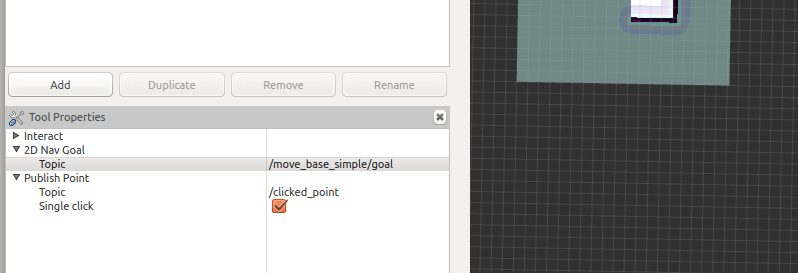 Add Duplicate Remove Rename
Tool Properties
Interact
2D Nav Goal
Topic /move_base_simple/goal
Publish Point
Topic /clicked_point
Single click